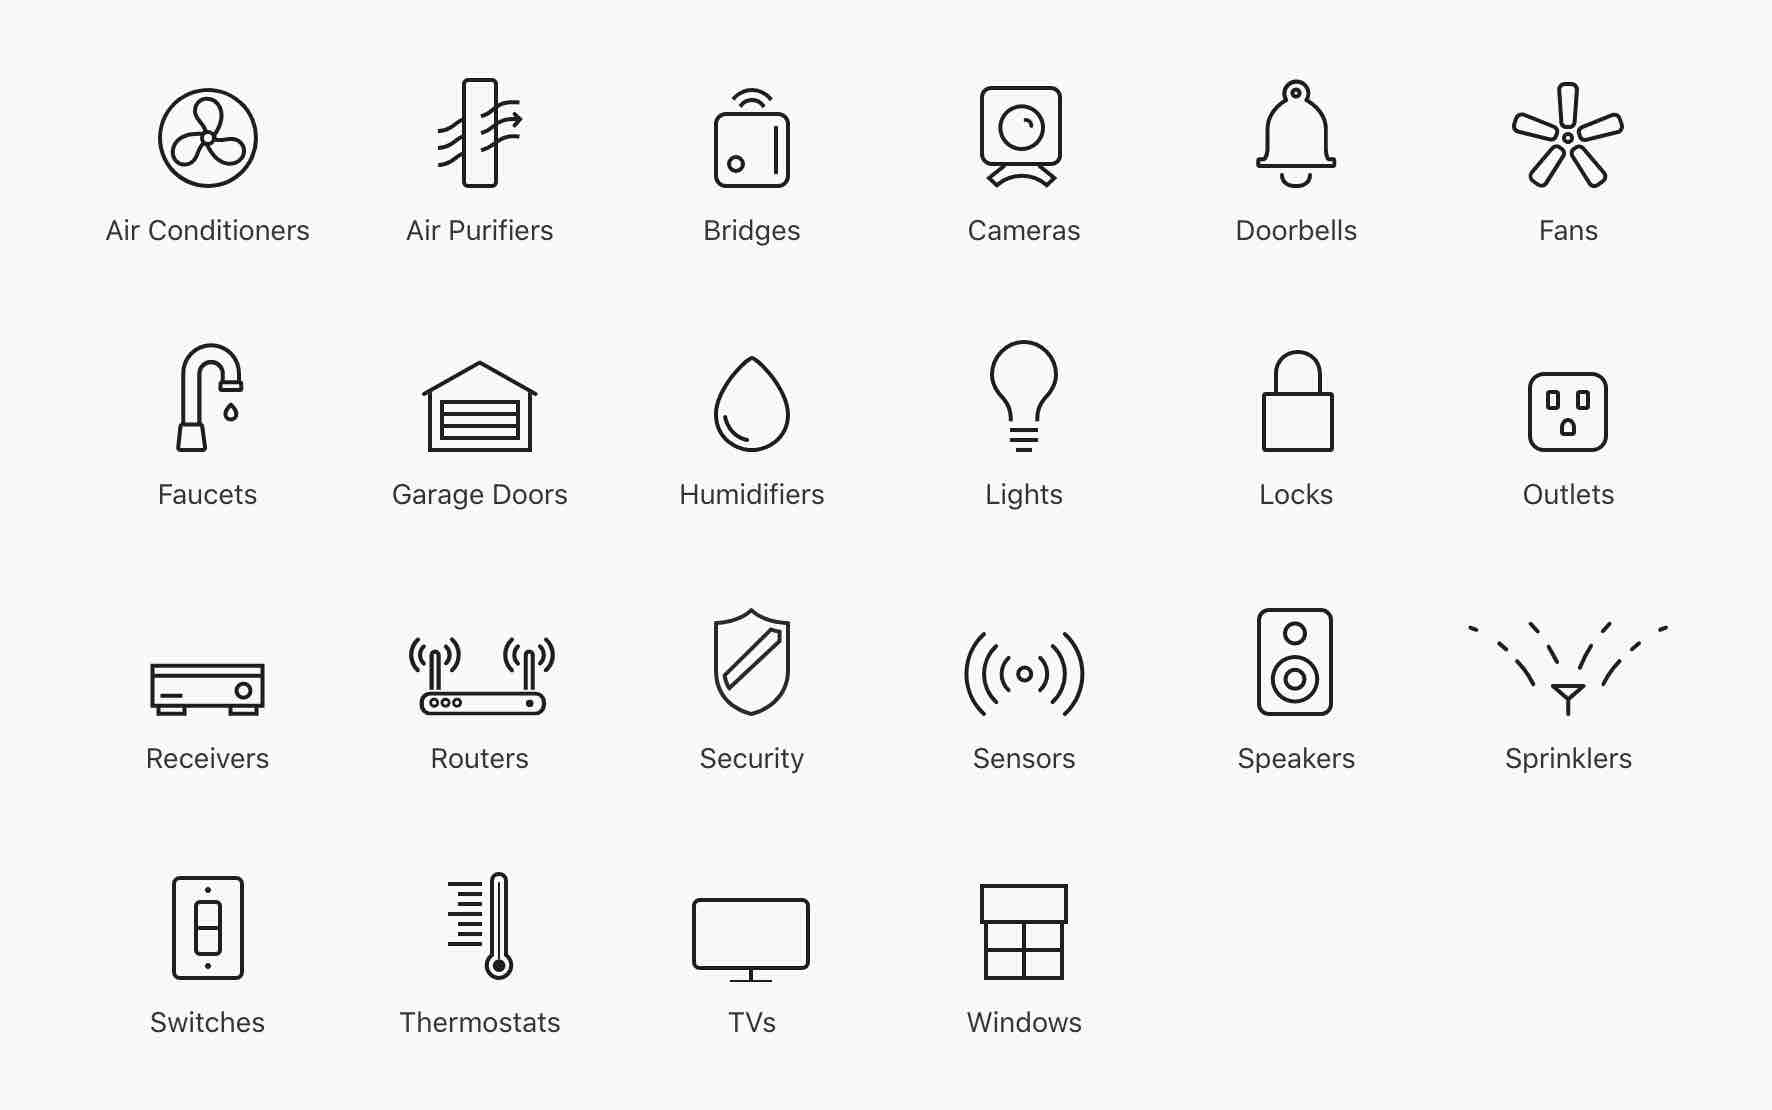 Air Conditioners
Air Purifiers
Bridges
Cameras
Doorbells
Fans
Faucets
Garage Doors
Humidifiers
Lights
Locks
Outlets
Receivers
Routers
Security
Sensors
Speakers
Sprinklers
Switches
Thermostats
TVs
Windows